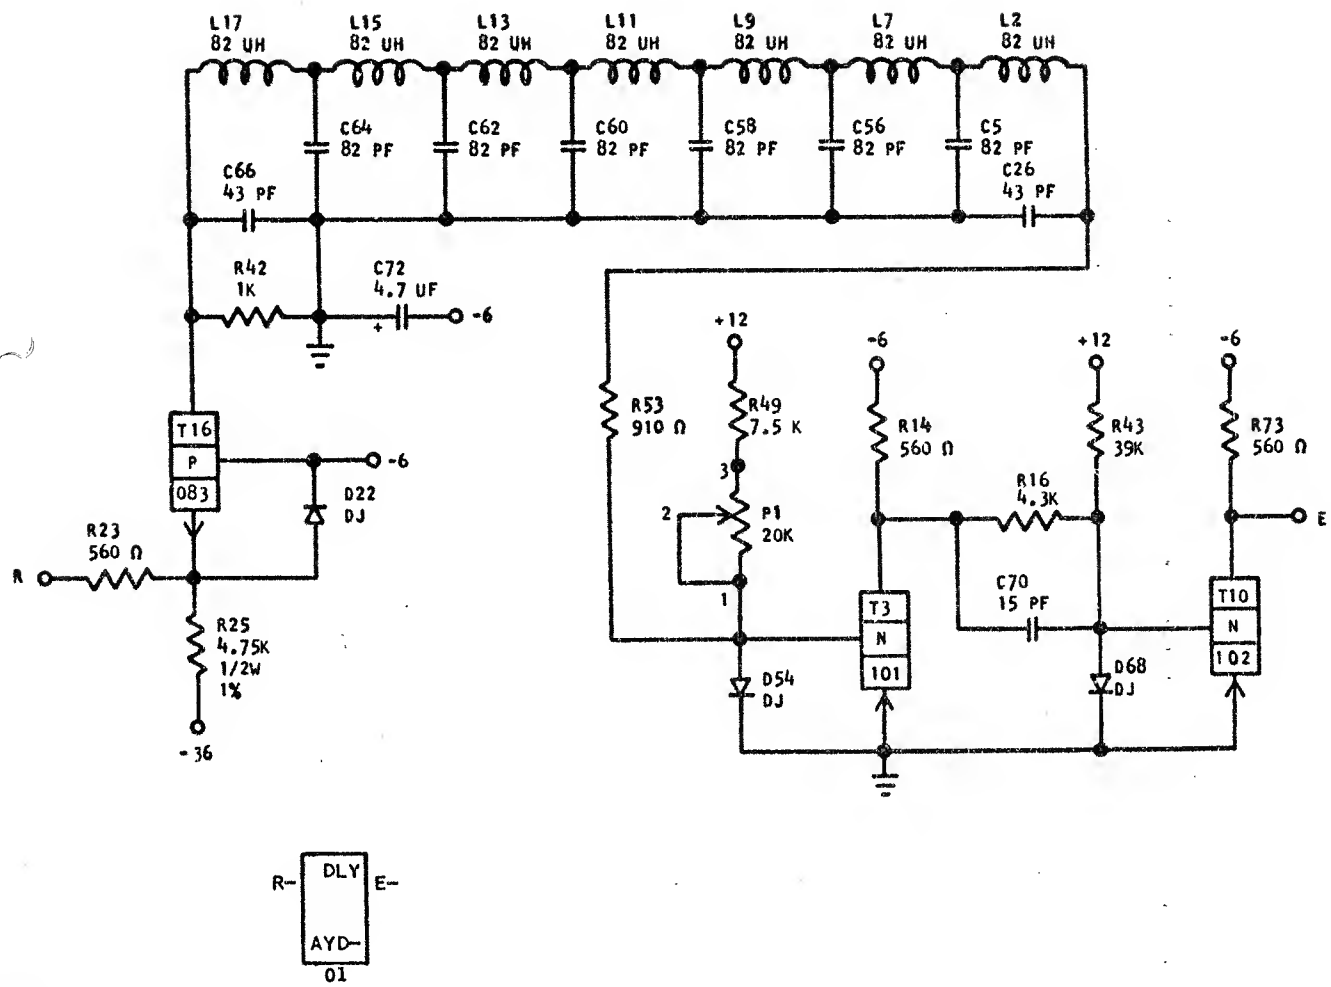 L17
82 UH
L15
82 UH
L13
82 UH
L11
82 UH
L9
82 UH
L7
82 UH
L2
82 UH
C64
82 PF
C62
82 PF
C60
82 PF
C58
82 PF
C56
82 PF
C5
82 PF
C66
43 PF
C26
43 PF
R42
1K
C72
4.7 UF
+
-6
+12
-6
+12
-6
R53
910 Ω
R49
7.5 K
R14
560 Ω
R43
39K
R73
560 Ω
T16
P
083
-6
D22
DJ
3
2
P1
20K
1
R16
4.3K
E
R23
560 Ω
R
C70
15 PF
T3
N
101
T10
N
102
R25
4.75K
1/2W
1%
D54
DJ
D68
DJ
-36
R-
DLY
E-
AYD-
01